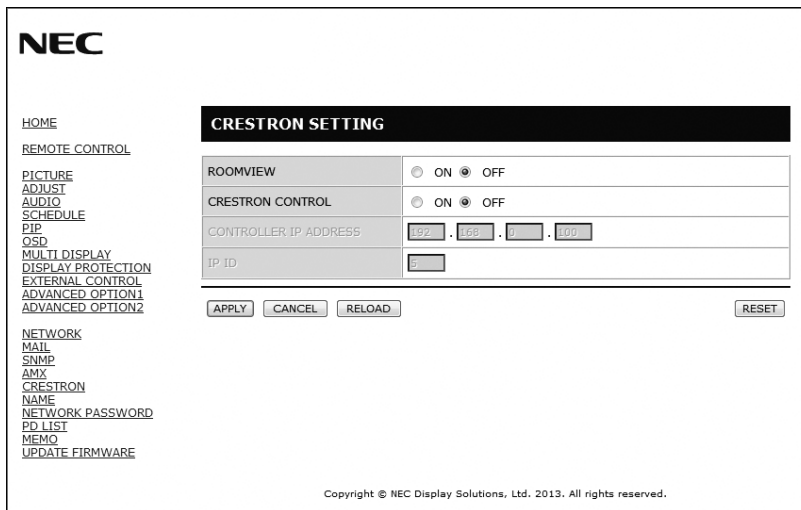 NEC
HOME
REMOTE CONTROL
PICTURE
ADJUST
AUDIO
SCHEDULE
PIP
OSD
MULTI DISPLAY
DISPLAY PROTECTION
EXTERNAL CONTROL
ADVANCED OPTION1
ADVANCED OPTION2
NETWORK
MAIL
SNMP
AMX
CRESTRON
NAME
NETWORK PASSWORD
PD LIST
MEMO
UPDATE FIRMWARE
CRESTRON SETTING
ROOMVIEW ON OFF
CRESTRON CONTROL ON OFF
CONTROLLER IP ADDRESS 192 . 168 . 0 . 100
IP ID 5
APPLY CANCEL RELOAD RESET
Copyright © NEC Display Solutions, Ltd. 2013. All rights reserved.